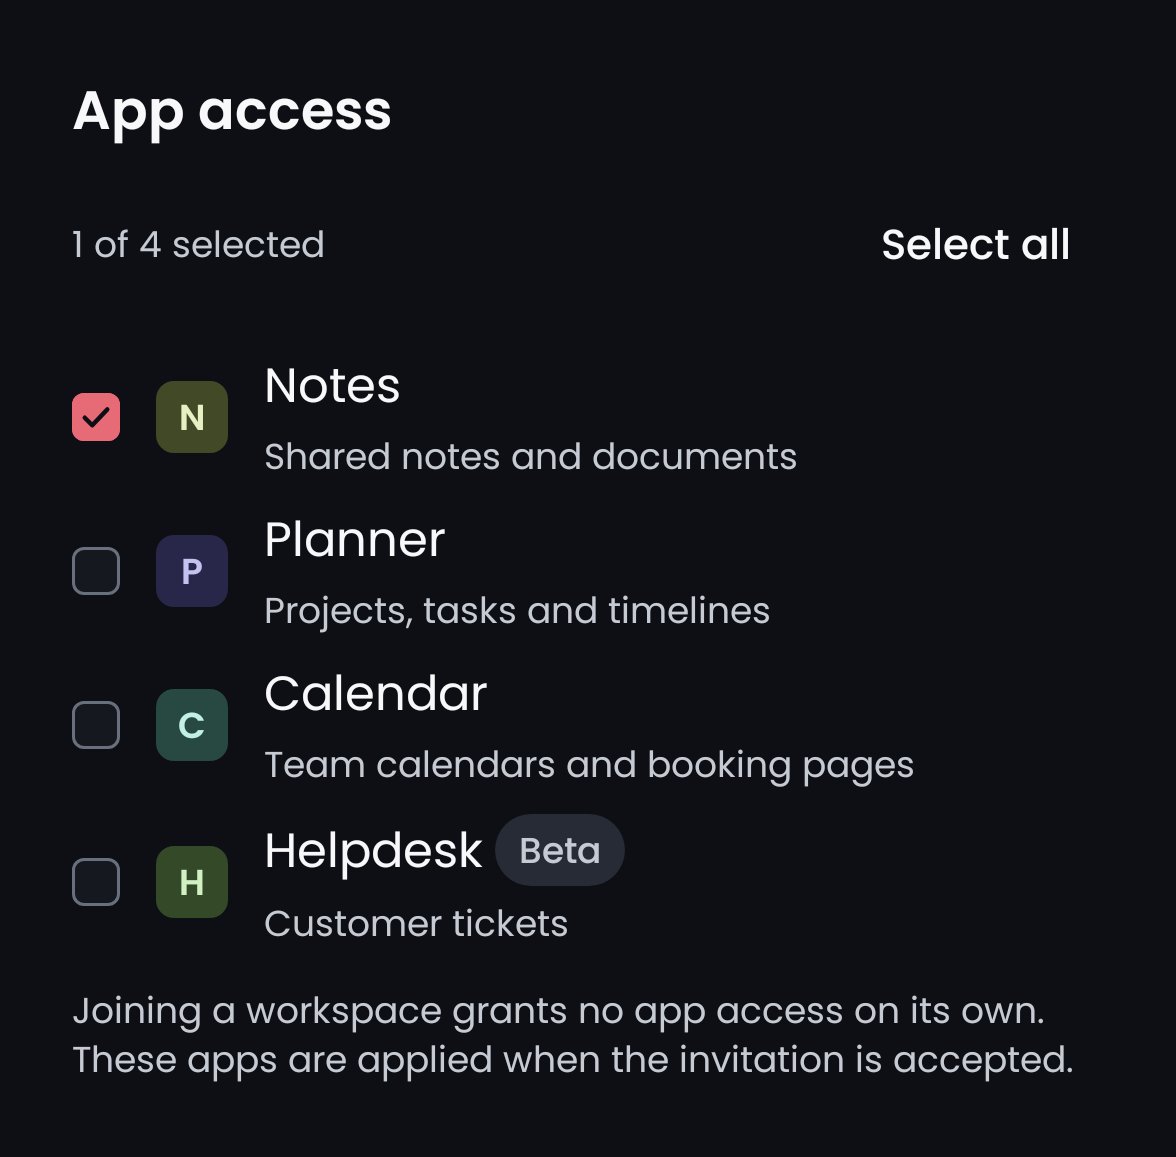 App access
1 of 4 selected
Select all
N
Notes
Shared notes and documents
P
Planner
Projects, tasks and timelines
C
Calendar
Team calendars and booking pages
H
Helpdesk Beta
Customer tickets
Joining a workspace grants no app access on its own.
These apps are applied when the invitation is accepted.